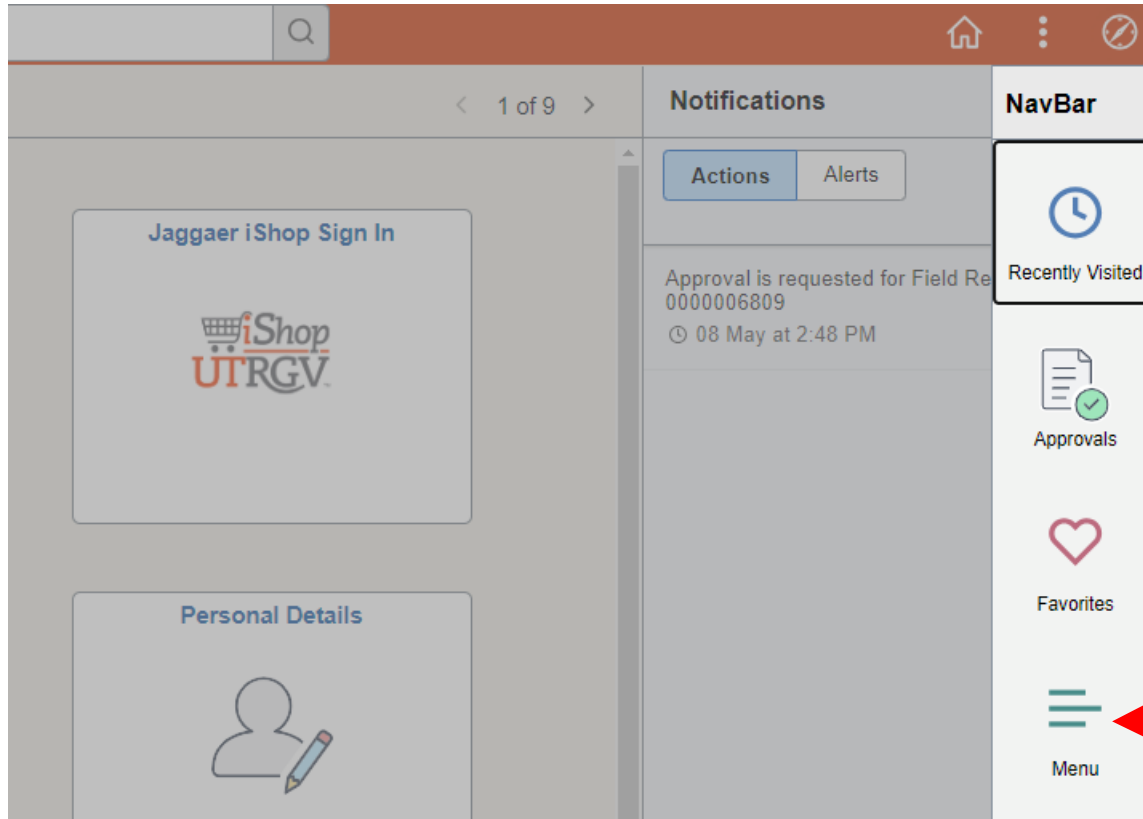 1 of 9
Notifications
NavBar
Actions
Alerts
Jaggaer iShop Sign In
iShop
UTRGV
Approval is requested for Field Re
0000006809
08 May at 2:48 PM
Recently Visited
Approvals
Favorites
Personal Details
Menu